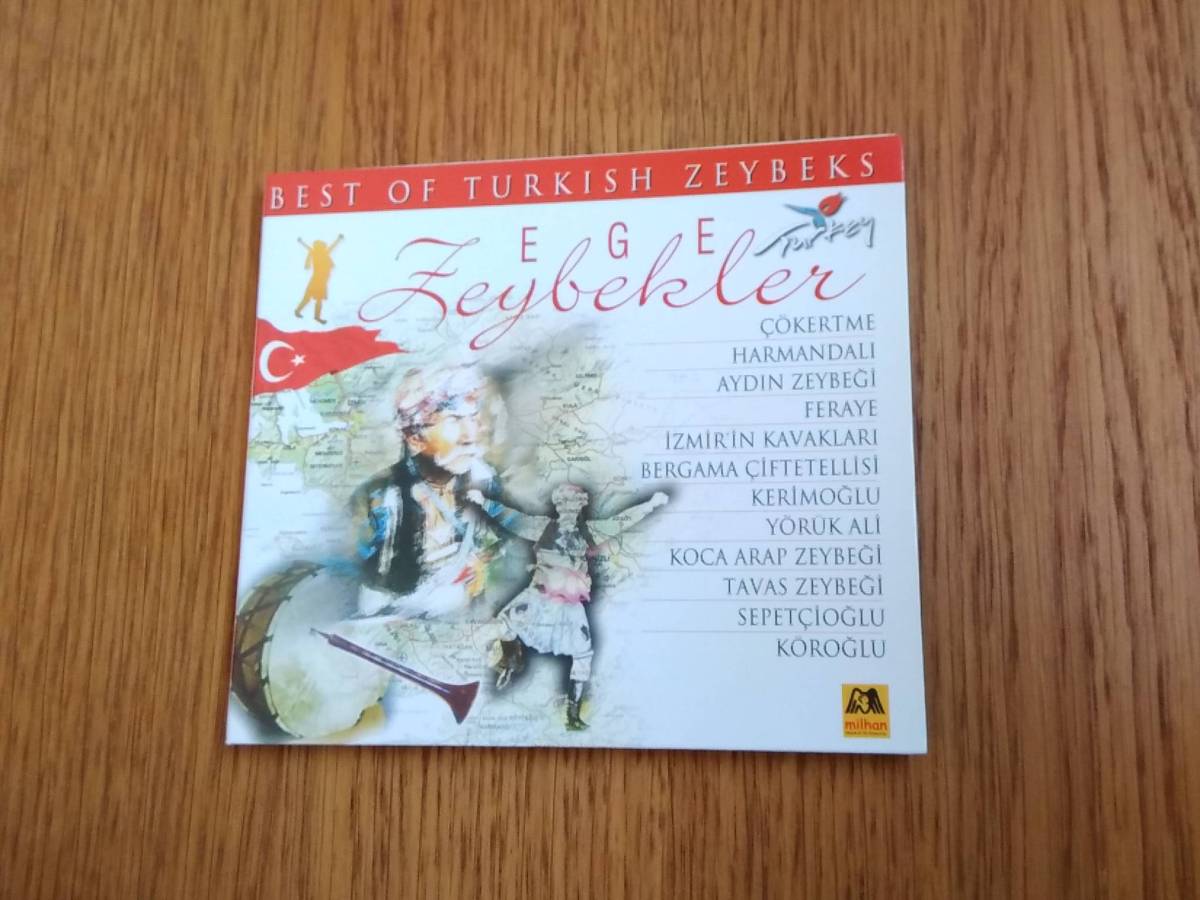 BEST OF TURKISH ZEYBEKS
Turkey
EGE
Zeybekler
ÇÖKERTME
HARMANDALI
AYDIN ZEYBEĞİ
FERAYE
İZMİR'İN KAVAKLARI
BERGAMA ÇİFTETELLİSİ
KERİMOĞLU
YÖRÜK ALİ
KOCA ARAP ZEYBEĞİ
TAVAS ZEYBEĞİ
SEPETÇİOĞLU
KÖROĞLU
milhan